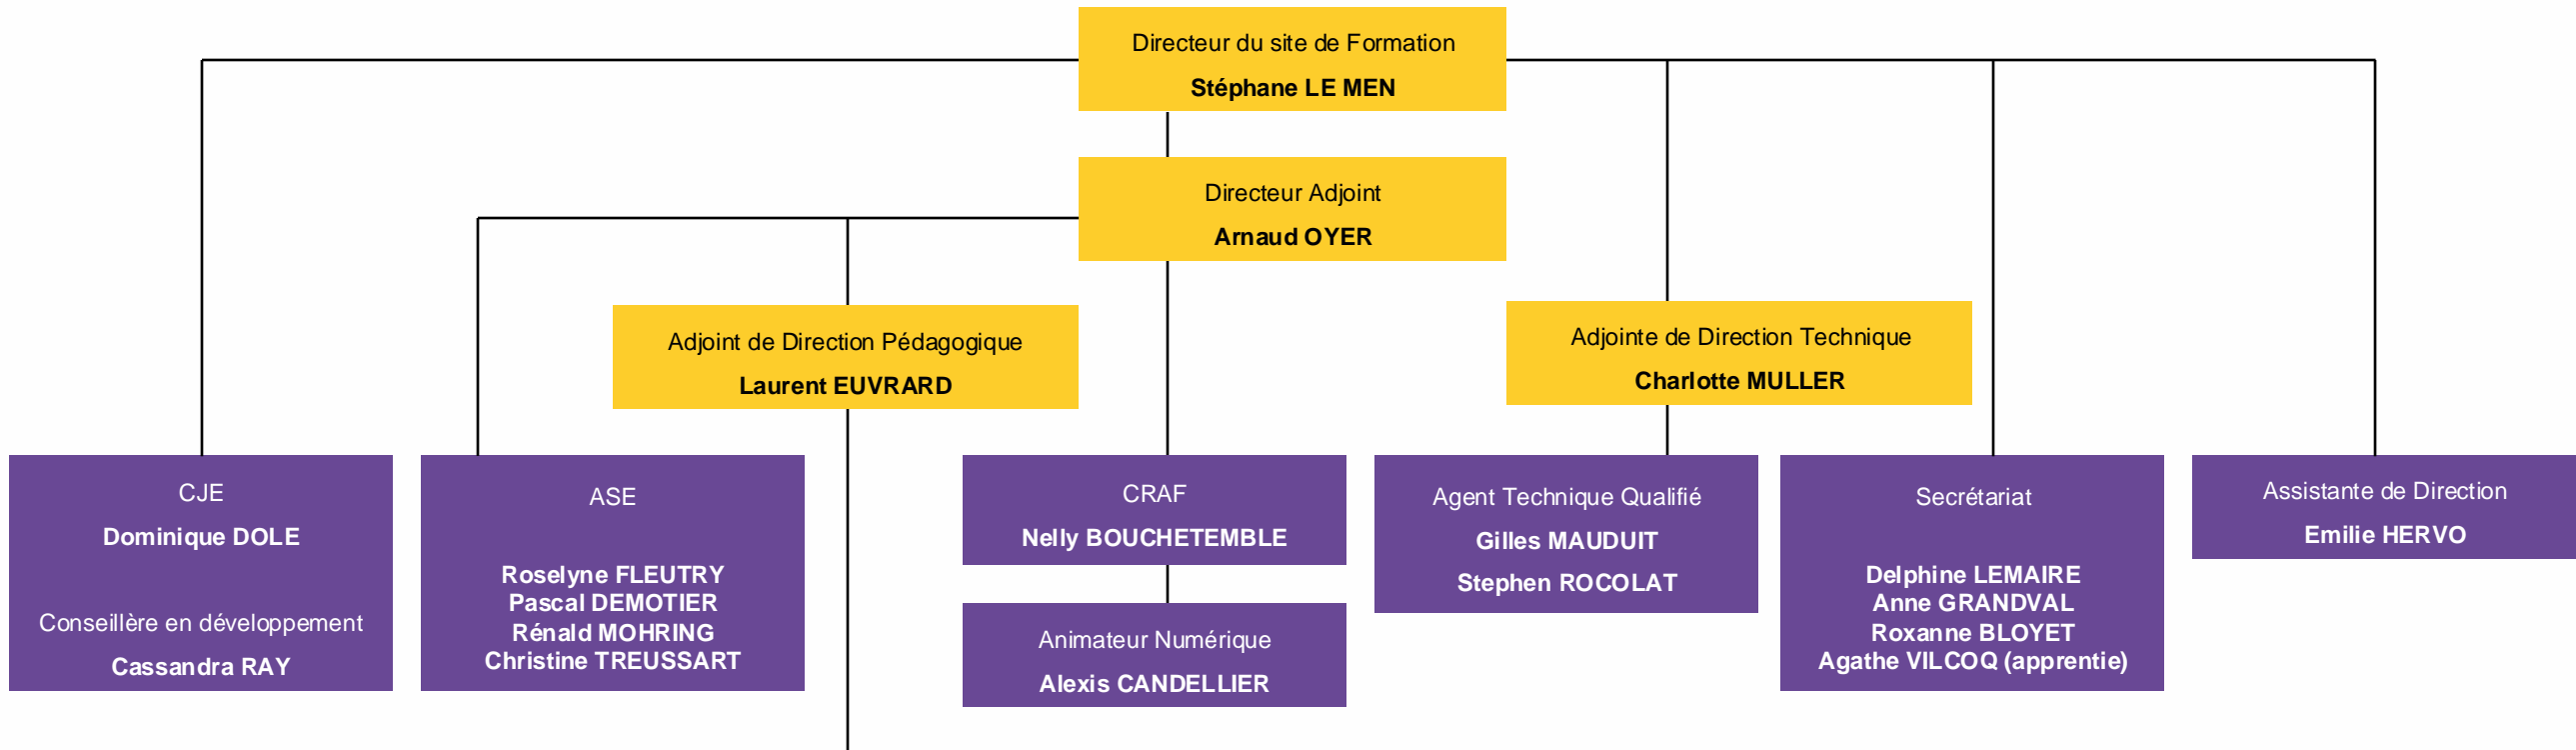 Directeur du site de Formation
Stéphane LE MEN
Directeur Adjoint
Arnaud OYER
Adjoint de Direction Pédagogique
Laurent EUVRARD
Adjointe de Direction Technique
Charlotte MULLER
CJE
Dominique DOLE
Conseillère en développement
Cassandra RAY
ASE
Roselyne FLEUTRY
Pascal DEMOTIER
Rénald MOHRING
Christine TREUSSART
CRAF
Nelly BOUCHETEMBLE
Animateur Numérique
Alexis CANDELLIER
Agent Technique Qualifié
Gilles MAUDUIT
Stephen ROCOLAT
Secrétariat
Delphine LEMAIRE
Anne GRANDVAL
Roxanne BLOYET
Agathe VILCOQ (apprentie)
Assistante de Direction
Emilie HERVO